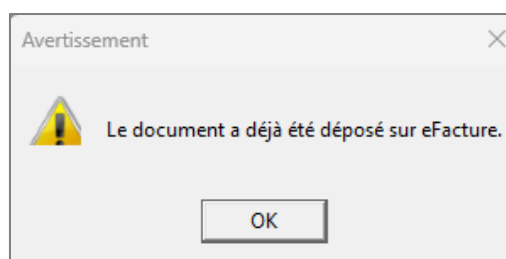 Avertissement
Le document a déjà été déposé sur eFacture.
OK